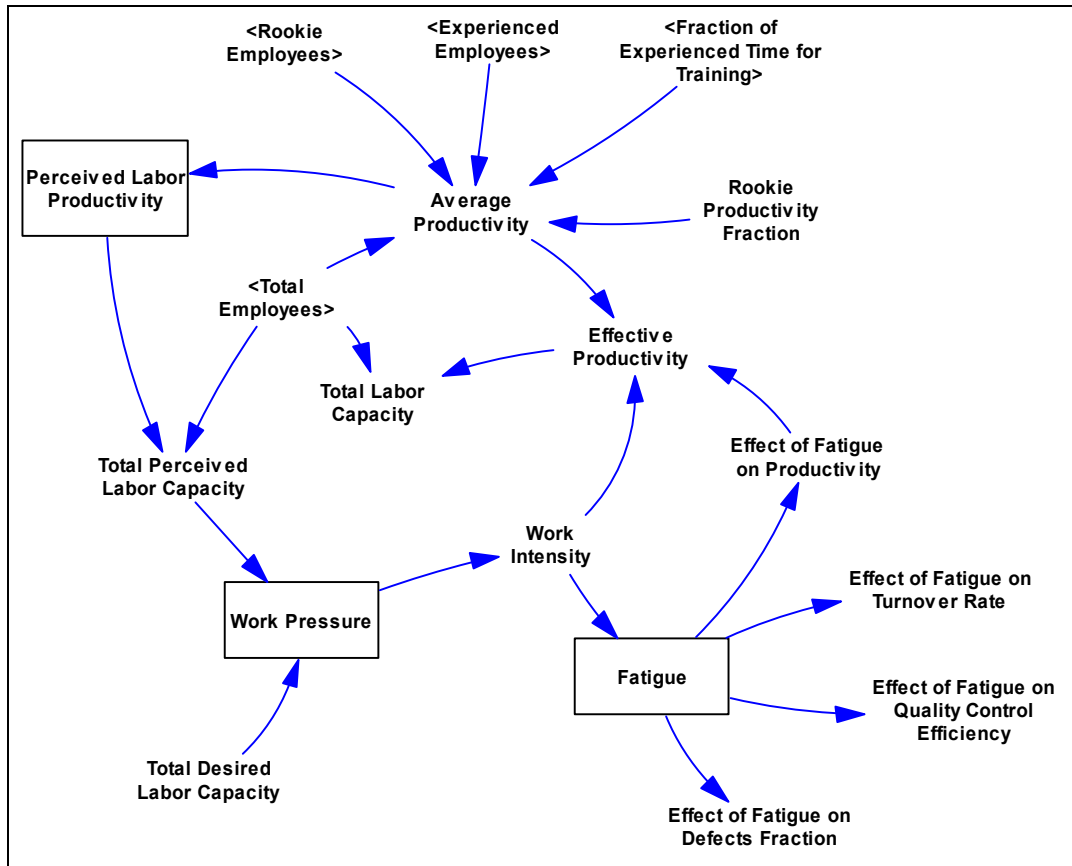 <Rookie
Employees>
<Experienced
Employees>
<Fraction of
Experienced Time for
Training>
Perceived Labor
Productivity
Average
Productivity
Rookie
Productivity
Fraction
<Total
Employees>
Effective
Productivity
Total Labor
Capacity
Total Perceived
Labor Capacity
Effect of Fatigue
on Productivity
Work
Intensity
Effect of Fatigue on
Turnover Rate
Work Pressure
Fatigue
Effect of Fatigue on
Quality Control
Efficiency
Total Desired
Labor Capacity
Effect of Fatigue on
Defects Fraction